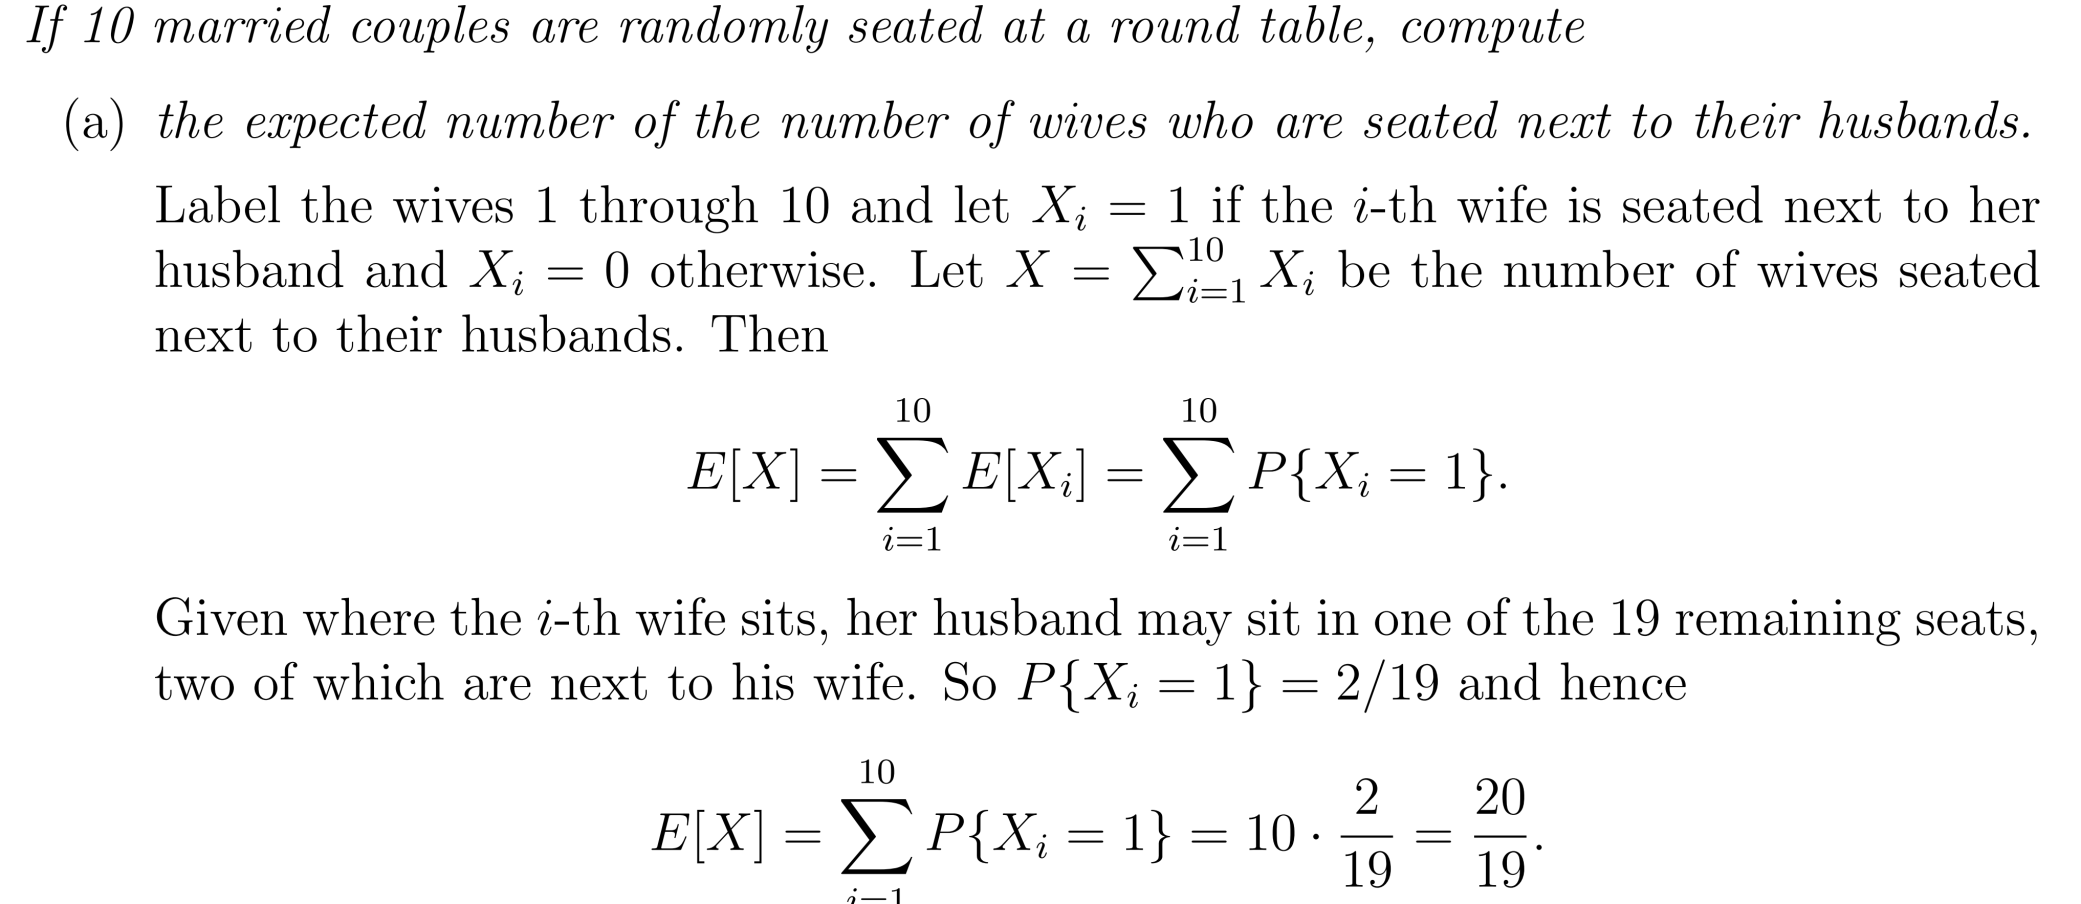 If 10 married couples are randomly seated at a round table, compute
(a) the expected number of the number of wives who are seated next to their husbands.
Label the wives 1 through 10 and let X_i = 1 if the i-th wife is seated next to her
husband and X_i = 0 otherwise. Let X = ∑_{i=1}^{10} X_i be the number of wives seated
next to their husbands. Then
E[X] = ∑_{i=1}^{10} E[X_i] = ∑_{i=1}^{10} P{X_i = 1}.
Given where the i-th wife sits, her husband may sit in one of the 19 remaining seats,
two of which are next to his wife. So P{X_i = 1} = 2/19 and hence
E[X] = ∑_{i=1}^{10} P{X_i = 1} = 10 · 2/19 = 20/19.